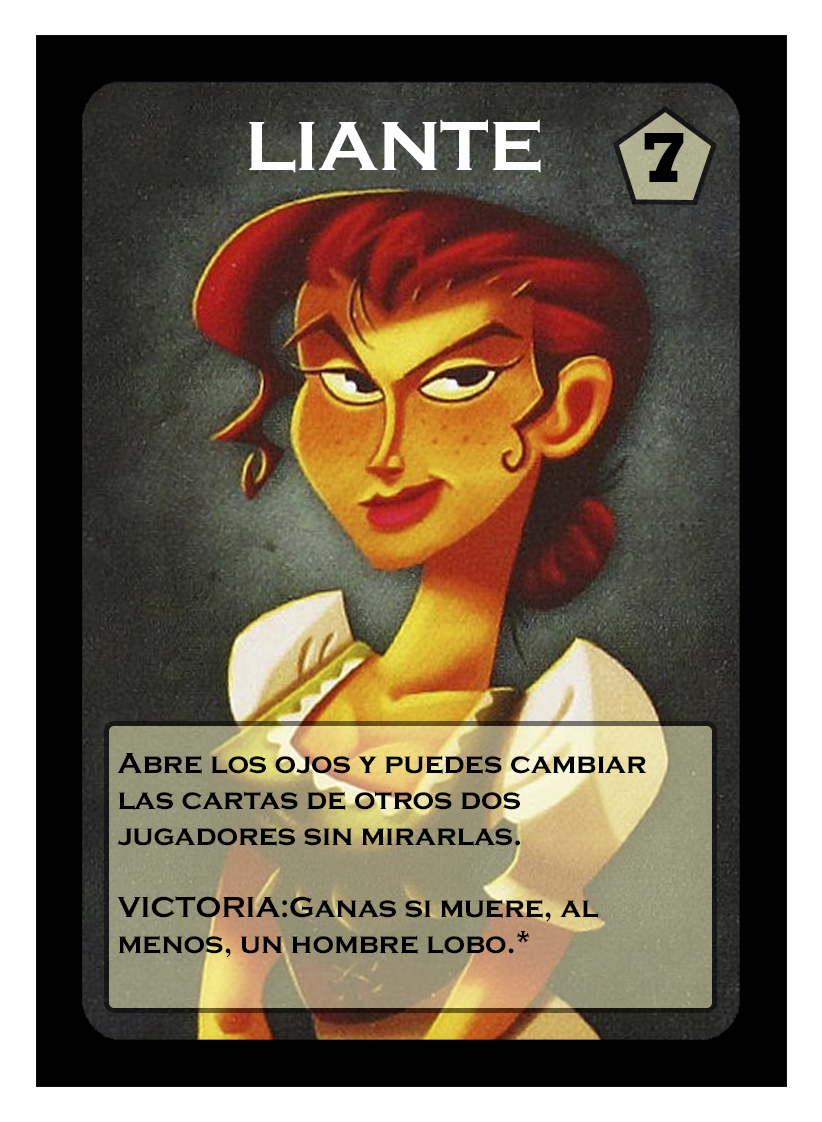 LIANTE
7
Abre los ojos y puedes cambiar
las cartas de otros dos
jugadores sin mirarlas.
VICTORIA:Ganas si muere, al
menos, un hombre lobo.*